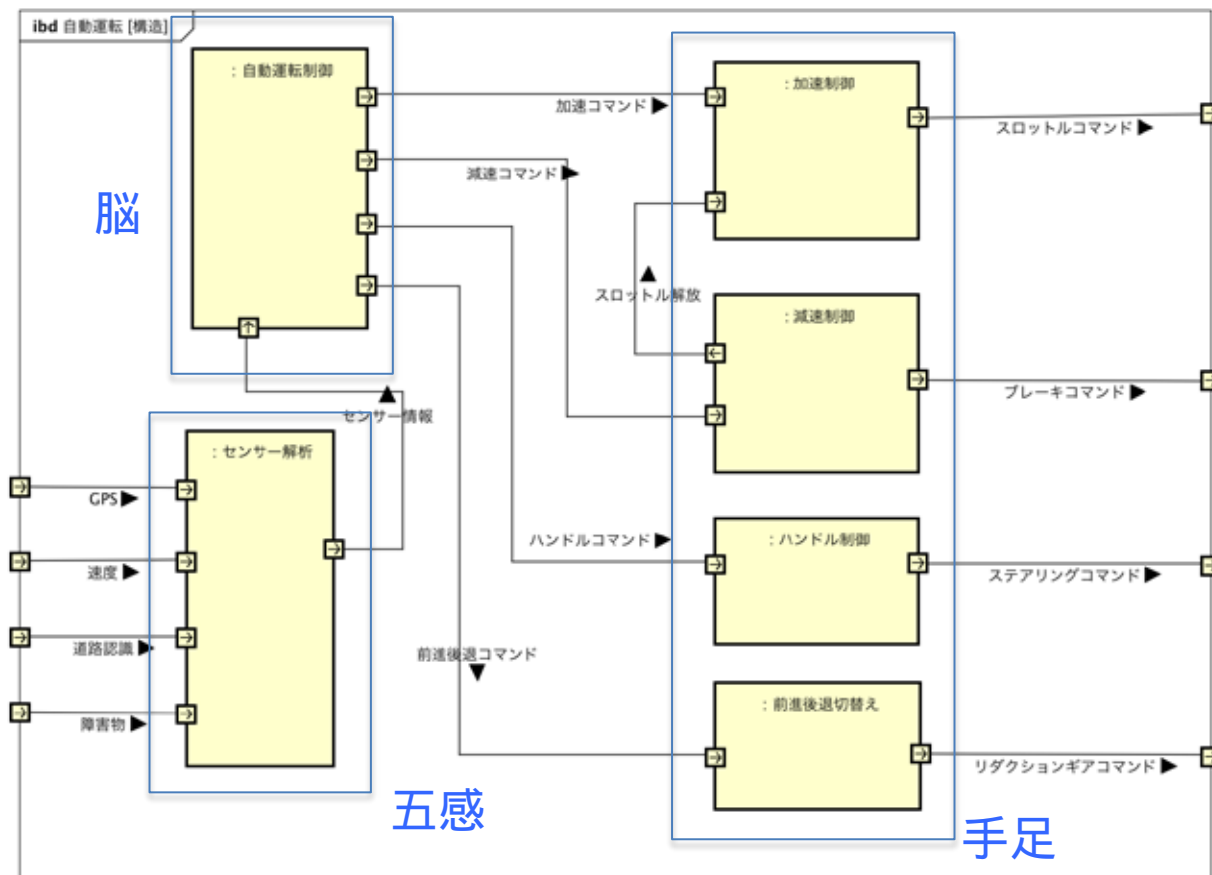 ibd 自動運転 [構造]
: 自動運転制御
: 加速制御
加速コマンド
スロットルコマンド
減速コマンド
脳
スロットル解放
: 減速制御
ブレーキコマンド
センサー情報
: センサー解析
GPS
ハンドルコマンド
: ハンドル制御
速度
ステアリングコマンド
道路認識
前進後退コマンド
: 前進後退切替え
障害物
リダクションギアコマンド
五感
手足